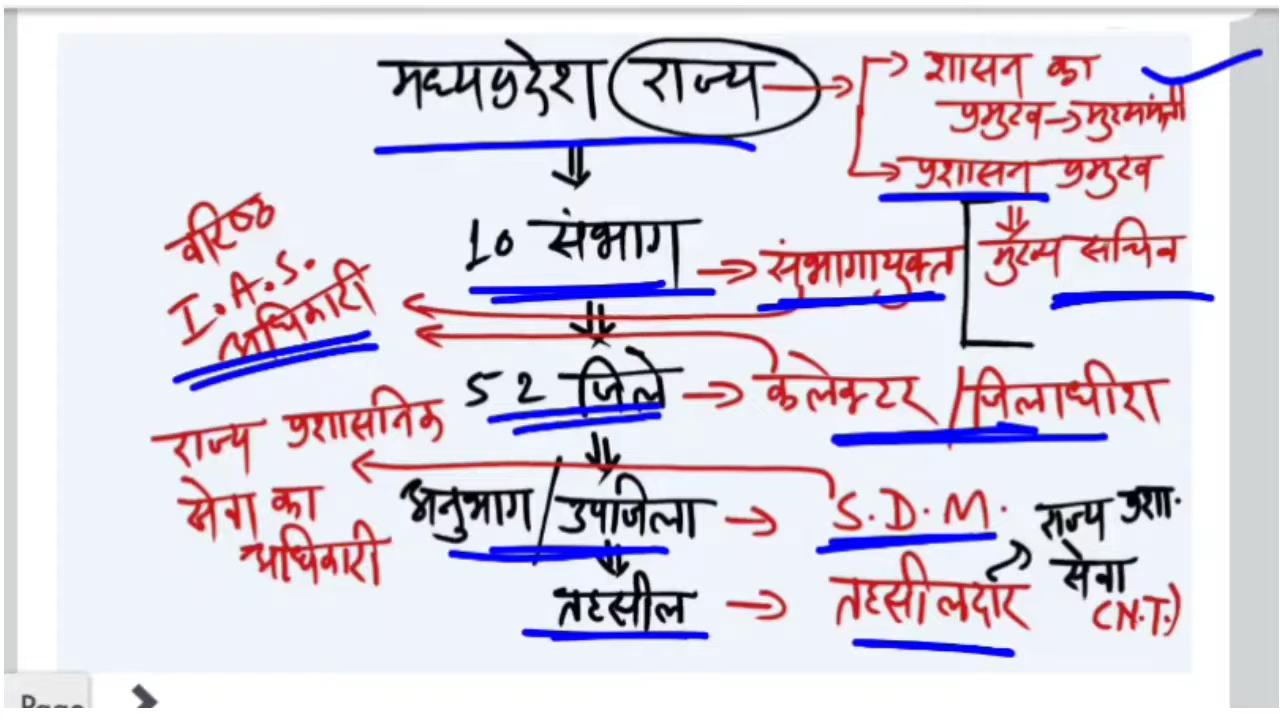 मध्यप्रदेश राज्य
शासन का
प्रमुख → मुख्यमंत्री
प्रशासन प्रमुख
मुख्य सचिव
10 संभाग → संभागायुक्त
वरिष्ठ
I.A.S.
अधिकारी
52 जिले → कलेक्टर / जिलाधीश
राज्य प्रशासनिक
सेवा का
अधिकारी
अनुभाग / उपजिला → S.D.M.
राज्य प्रशा.
सेवा
(N.T.)
तहसील → तहसीलदार
Page